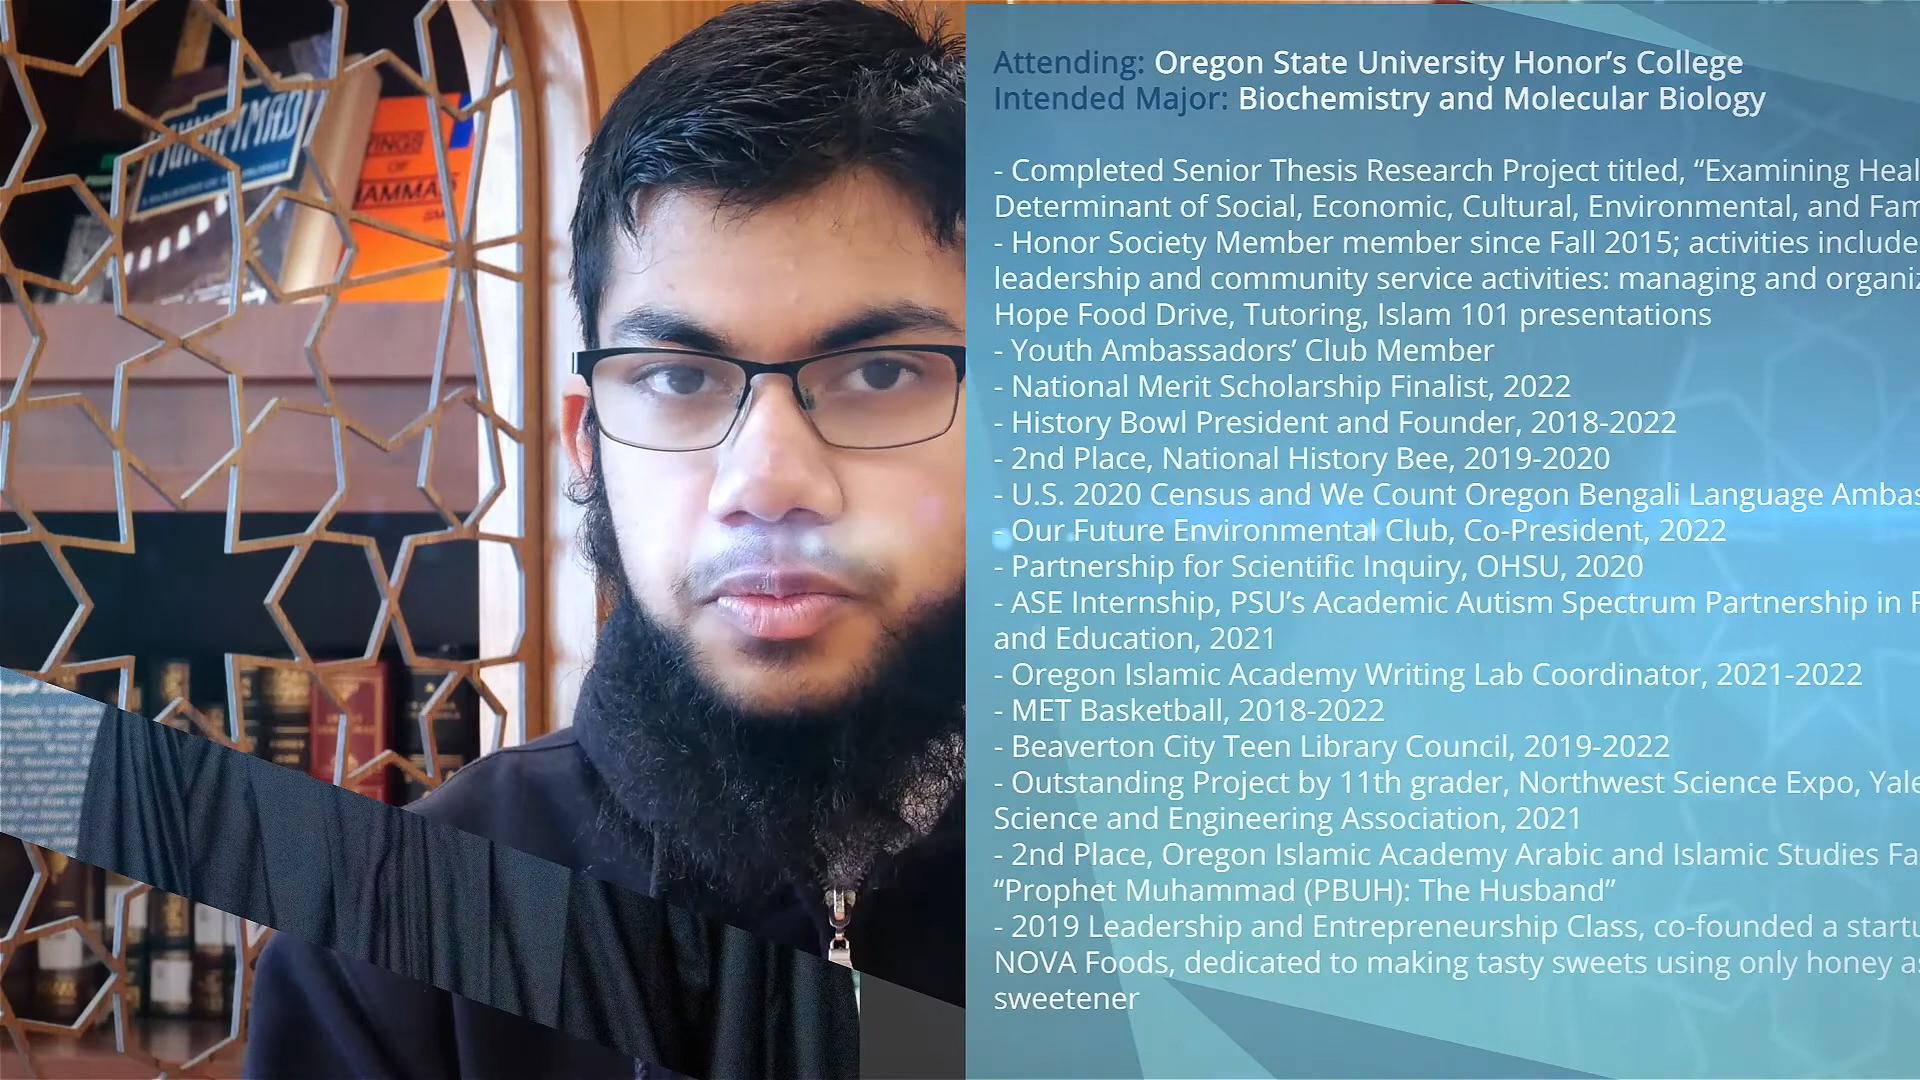 MUHAMMAD
OF
Attending: Oregon State University Honor’s College
Intended Major: Biochemistry and Molecular Biology
- Completed Senior Thesis Research Project titled, “Examining Heal
Determinant of Social, Economic, Cultural, Environmental, and Fam
- Honor Society Member member since Fall 2015; activities include
leadership and community service activities: managing and organiz
Hope Food Drive, Tutoring, Islam 101 presentations
- Youth Ambassadors’ Club Member
- National Merit Scholarship Finalist, 2022
- History Bowl President and Founder, 2018-2022
- 2nd Place, National History Bee, 2019-2020
- U.S. 2020 Census and We Count Oregon Bengali Language Ambas
- Our Future Environmental Club, Co-President, 2022
- Partnership for Scientific Inquiry, OHSU, 2020
- ASE Internship, PSU’s Academic Autism Spectrum Partnership in
and Education, 2021
- Oregon Islamic Academy Writing Lab Coordinator, 2021-2022
- MET Basketball, 2018-2022
- Beaverton City Teen Library Council, 2019-2022
- Outstanding Project by 11th grader, Northwest Science Expo, Yale
Science and Engineering Association, 2021
- 2nd Place, Oregon Islamic Academy Arabic and Islamic Studies Fa
“Prophet Muhammad (PBUH): The Husband”
- 2019 Leadership and Entrepreneurship Class, co-founded a startu
NOVA Foods, dedicated to making tasty sweets using only honey as
sweetener